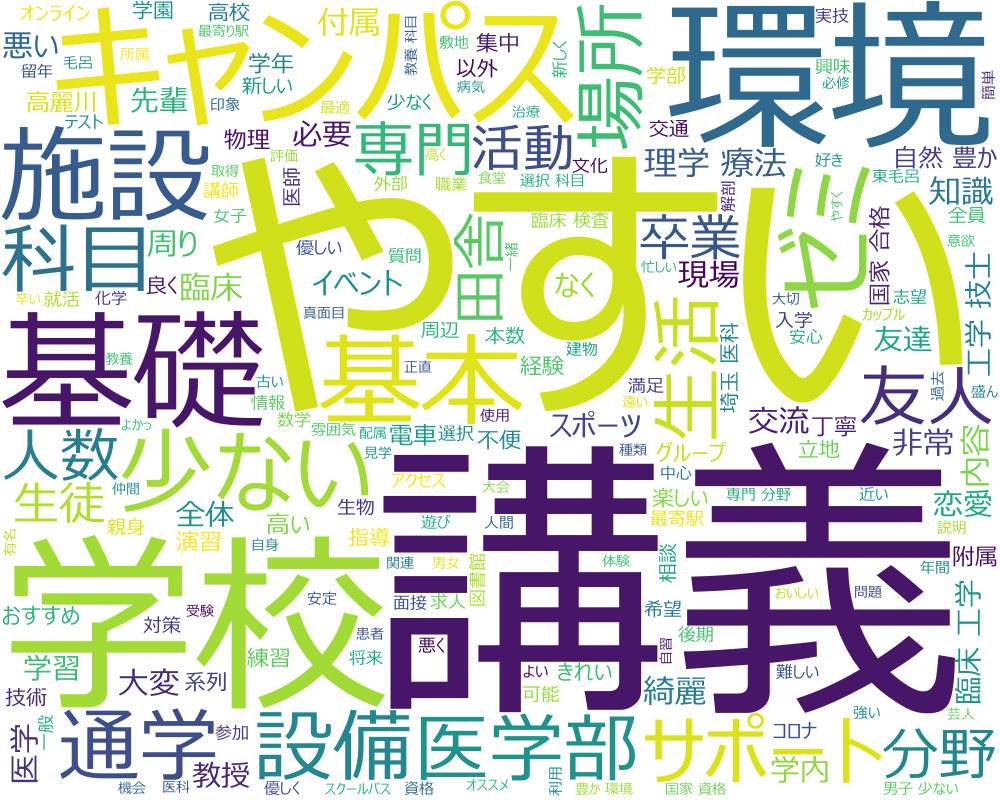 オンライン
学園
高校
付属
実技
最寄り駅
悪い
所属
キャンパス
教養 科目
敷地
集中
新しく
場所
環境
興味
簡単
留年
毛呂
学年
以外
学部
必修
高麗川
先輩
新しい
印象
最適
少なく
病気
治療
テスト
物理
必要
専門
活動
交通
理学 療法
自然 豊か
施設
取得
評価
高く
文化
好き
東毛呂
講師
医師
外部
職業
食堂
選択 科目
解剖
知識
女子
やすい
ゼミ
やすく
全員
科目
周り
優しい
質問
臨床 検査
一緒
卒業
国家 合格
意欲
辛い
就活
良く
臨床
イベント
田舎
なく
現場
忙しい
大切
志望
工学 技士
化学
真面目
周辺
本数
建物
入学
カップル
基礎
教養
古い
基本
正直
経験
生活
埼玉 医科
安心
友達
過去
盛ん
情報
数学
使用
満足
遠い
友人
人数
少ない
よかっ
雰囲気
配属
電車
選択
不便
スポーツ
交流
丁寧
非常
内容
仲間
見学
種類
グループ
立地
生徒
アクセス
大会
中心
楽しい
専門 分野
近い
恋愛
親身
全体
高い
生物
遊び
人間
最寄駅
説明
有名
演習
自身
指導
関連
男女
図書館
講義
体験
相談
附属
学校
年間
おすすめ
受験
安定
面接
求人
希望
おいしい
問題
対策
患者
悪く
後期
臨床 工学
学習
練習
将来
よい
きれい
自習
難しい
技術
大変
系列
可能
綺麗
強い
芸人
医学
一般
通学
参加
設備
医学部
サポート
コロナ
分野
教授
利用
学内
機会
医科
優しく
スクールバス
資格
オススメ
豊か 環境
国家 資格
男子 少ない